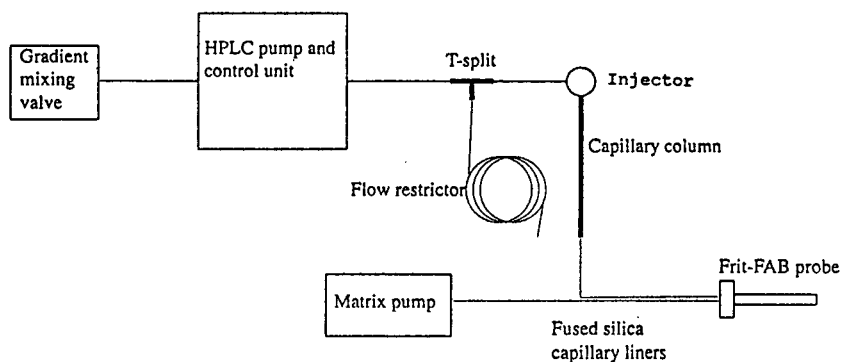 Gradient
mixing
valve
HPLC pump and
control unit
T-split
Injector
Capillary column
Flow restrictor
Frit-FAB probe
Matrix pump
Fused silica
capillary liners